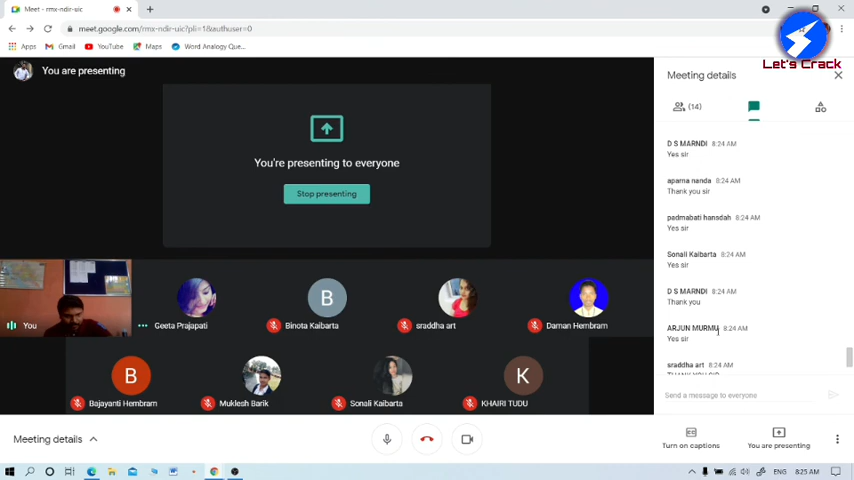 Meet - rmx-ndir-uic
meet.google.com/rmx-ndir-uic?pli=1&authuser=0
Apps
Gmail
YouTube
Maps
Word Analogy Que...
Let's Crack
You are presenting
Meeting details
(14)
You're presenting to everyone
Stop presenting
D S MARNDI 8:24 AM
Yes sir
aparna nanda 8:24 AM
Thank you sir
padmabati hansdah 8:24 AM
Yes sir
Sonali Kaibarta 8:24 AM
Yes sir
D S MARNDI 8:24 AM
Thank you
ARJUN MURMU 8:24 AM
Yes sir
sraddha art 8:24 AM
You
Geeta Prajapati
B
Binota Kaibarta
sraddha art
Daman Hembram
B
Bajayanti Hembram
Muklesh Barik
Sonali Kaibarta
K
KHAIRI TUDU
Send a message to everyone
Meeting details
Turn on captions
You are presenting
ENG
8:25 AM